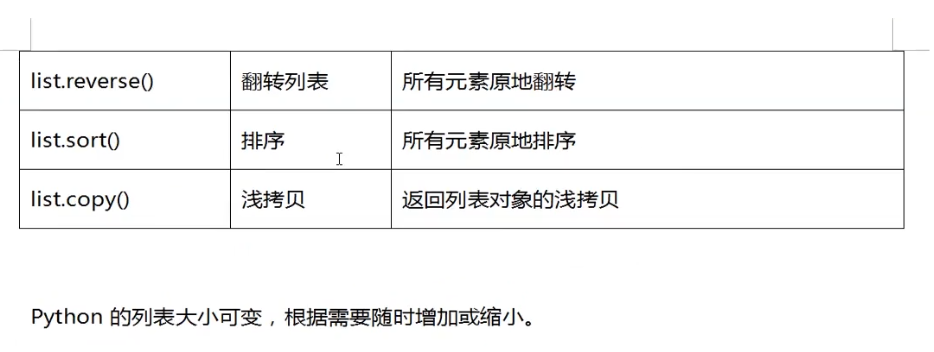 list.reverse() 翻转列表 所有元素原地翻转
list.sort() 排序 所有元素原地排序
list.copy() 浅拷贝 返回列表对象的浅拷贝
Python 的列表大小可变，根据需要随时增加或缩小。